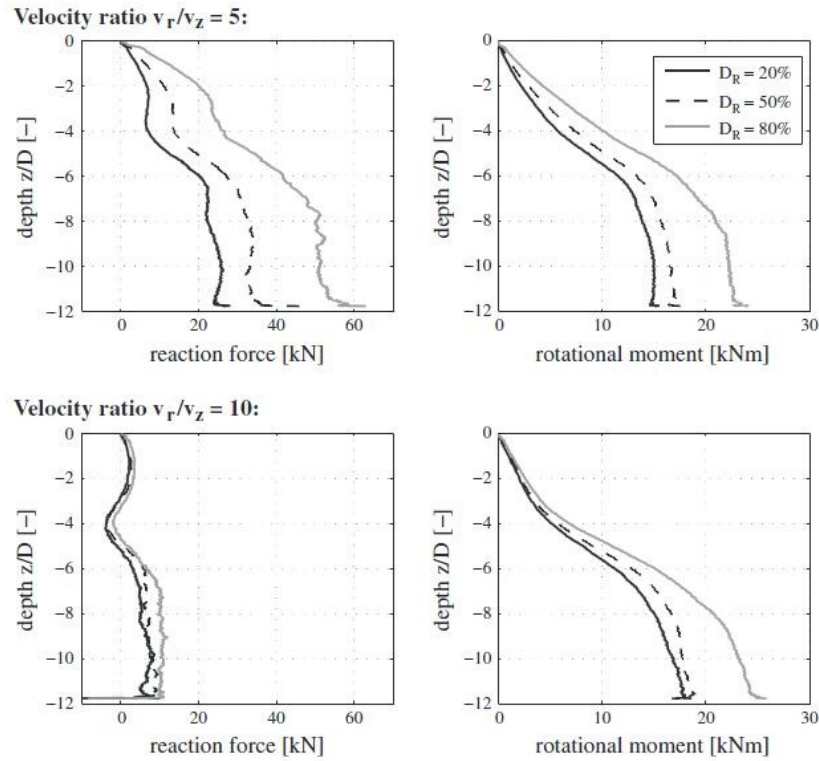 Velocity ratio v_r/v_z = 5:
0
−2
−4
−6
−8
−10
−12
depth z/D [−]
0 20 40 60
reaction force [kN]
0
−2
−4
−6
−8
−10
−12
depth z/D [−]
D_R = 20%
D_R = 50%
D_R = 80%
0 10 20 30
rotational moment [kNm]
Velocity ratio v_r/v_z = 10:
0
−2
−4
−6
−8
−10
−12
depth z/D [−]
0 20 40 60
reaction force [kN]
0
−2
−4
−6
−8
−10
−12
depth z/D [−]
0 10 20 30
rotational moment [kNm]